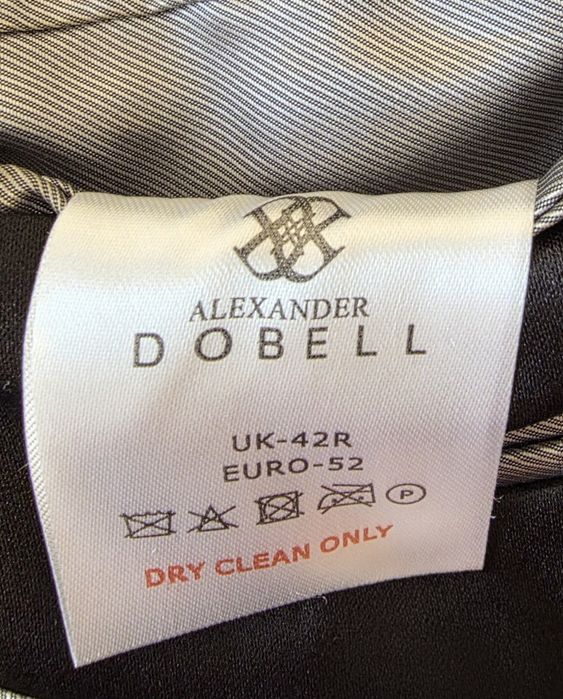 ALEXANDER
DOBELL
UK-42R
EURO-52
P
DRY CLEAN ONLY